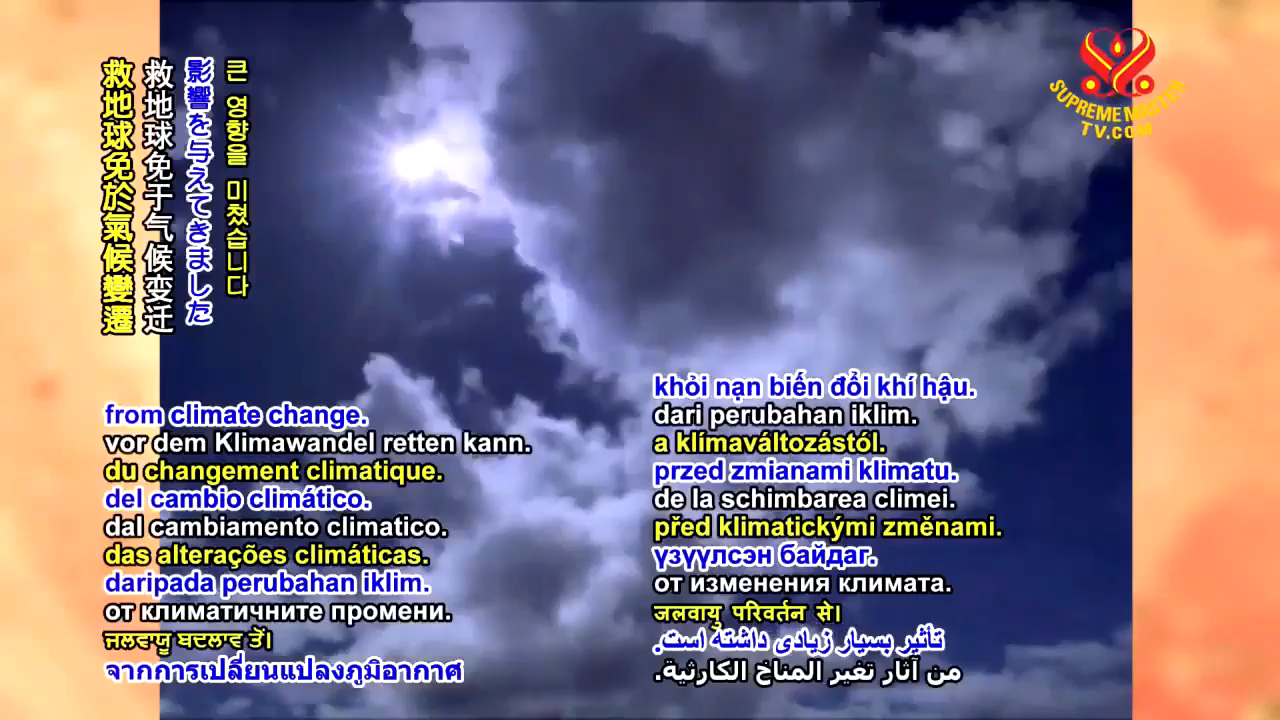 救地球免於氣候變遷
救地球免于气候变迁
影響を与えてきました
큰 영향을 미쳤습니다
SUPREME MASTER
TV.COM
from climate change.
vor dem Klimawandel retten kann.
du changement climatique.
del cambio climático.
dal cambiamento climatico.
das alterações climáticas.
daripada perubahan iklim.
от климатичните промени.
ਜਲਵਾਯੂ ਬਦਲਾਵ ਤੋਂ।
จากการเปลี่ยนแปลงภูมิอากาศ
khỏi nạn biến đổi khí hậu.
dari perubahan iklim.
a klímaváltozástól.
przed zmianami klimatu.
de la schimbarea climei.
před klimatickými změnami.
үзүүлсэн байдаг.
от изменения климата.
जलवायु परिवर्तन से।
تأثیر بسیار زیادی داشته است.
من آثار تغير المناخ الكارثية.